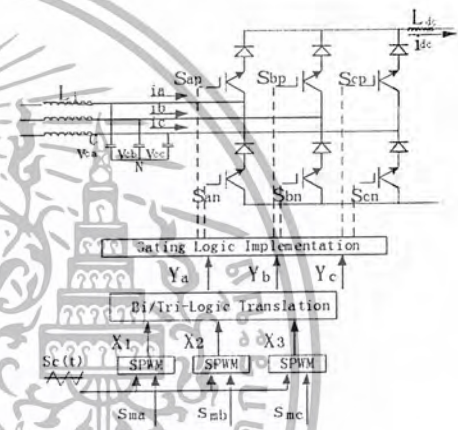 Ldc
idc
Sap Sbp Scp
L ia
ib
ic
C
Vca Vcb Vcc
N
San Sbn Scn
Gating Logic Implementation
Ya Yb Yc
Bi/Tri-Logic Translation
X1 X2 X3
Sc(t)
SPWM SPWM SPWM
Sma Smb Smc